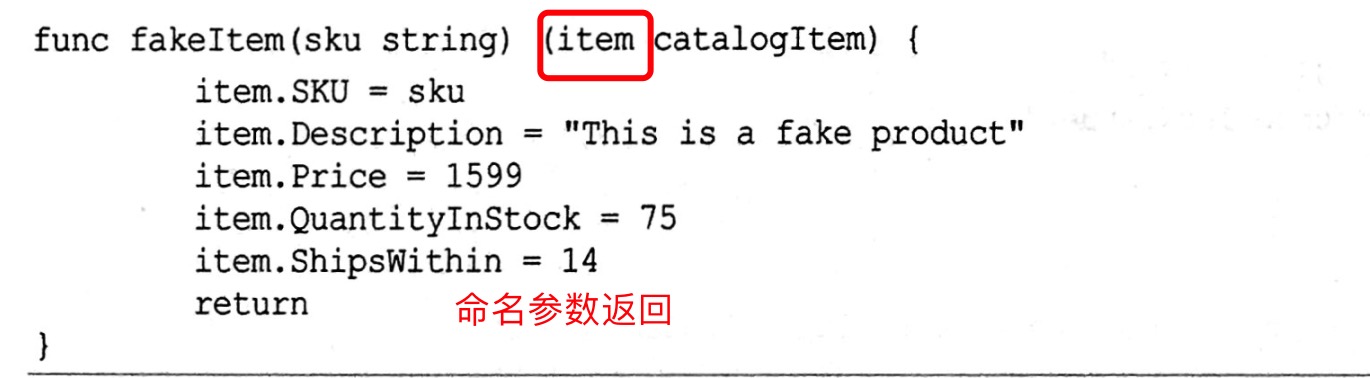 func fakeItem(sku string) (item catalogItem) {
item.SKU = sku
item.Description = "This is a fake product"
item.Price = 1599
item.QuantityInStock = 75
item.ShipsWithin = 14
return 命名参数返回
}